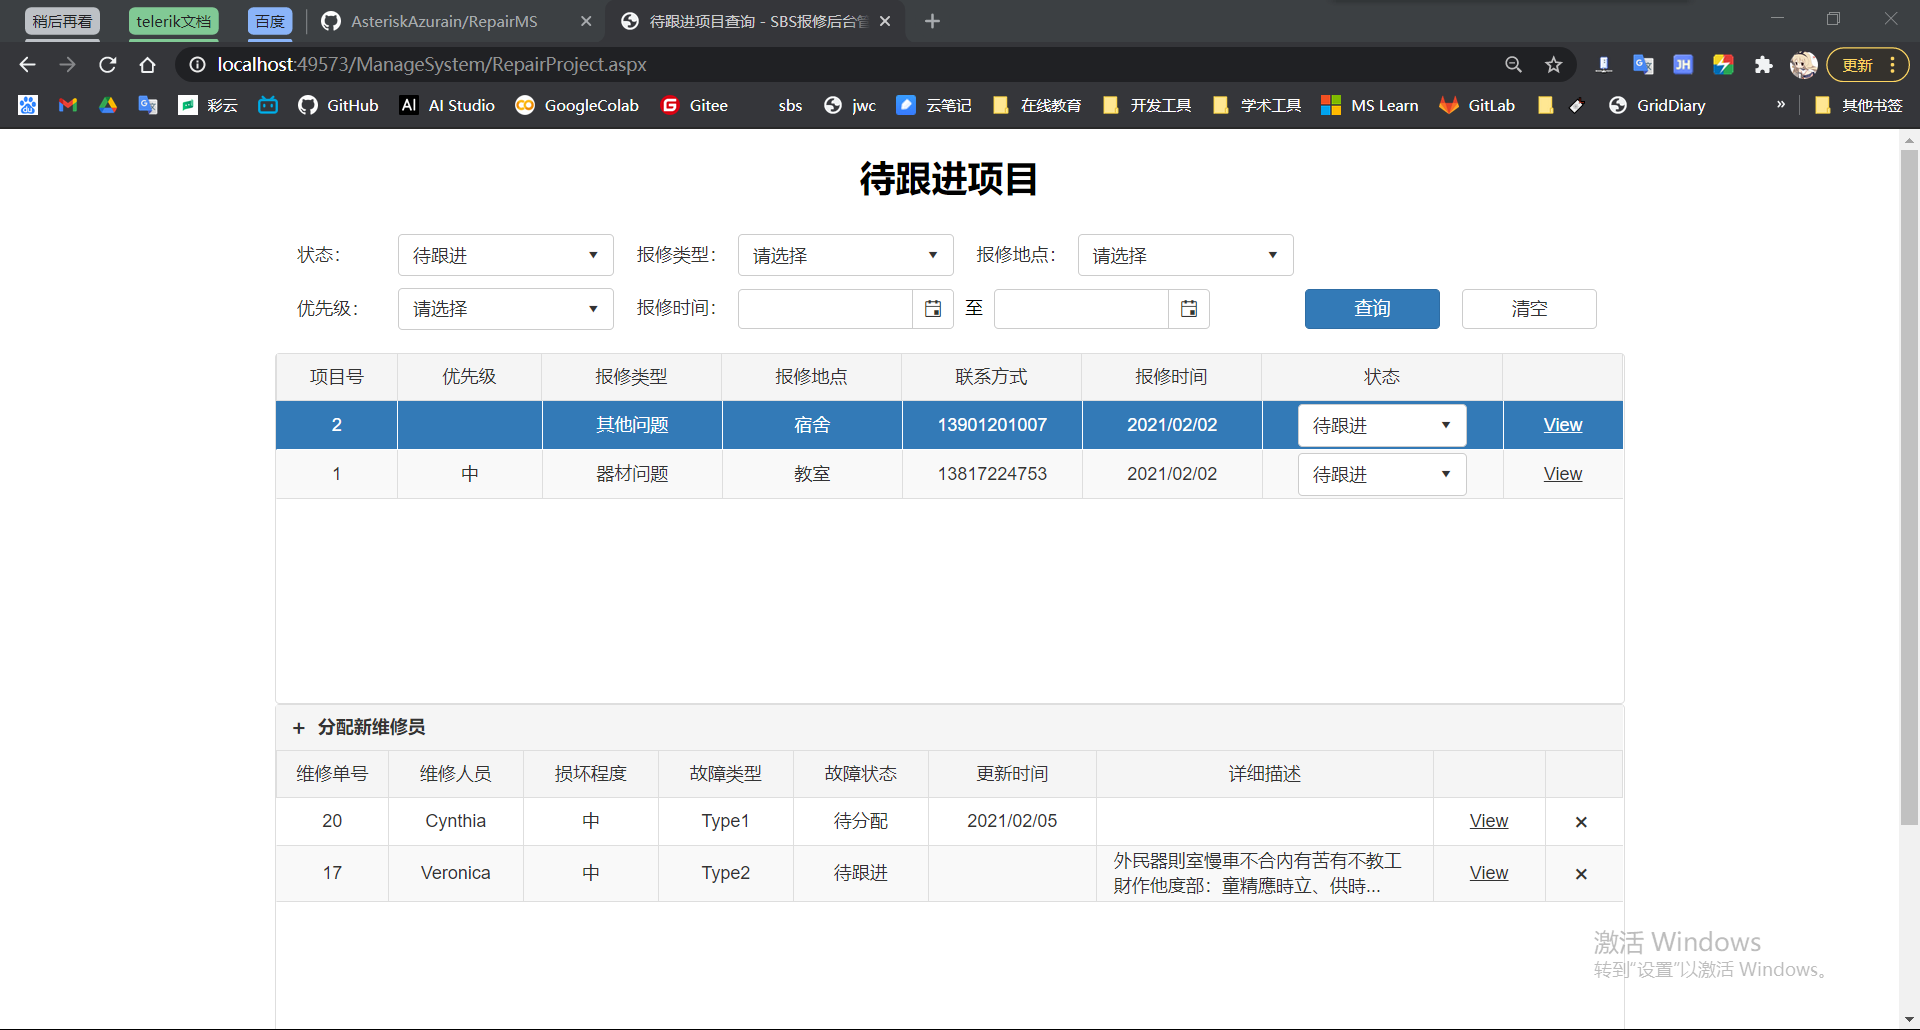 稍后再看 telerik文档 百度 AsteriskAzurain/RepairMS 待跟进项目查询 - SBS报修后台
localhost:49573/ManageSystem/RepairProject.aspx 更新
彩云 GitHub AI AI Studio GoogleColab Gitee sbs jwc 云笔记 在线教育 开发工具 学术工具 MS Learn GitLab GridDiary » 其他书签
待跟进项目
状态: 待跟进 报修类型: 请选择 报修地点: 请选择
优先级: 请选择 报修时间: 至 查询 清空
项目号 优先级 报修类型 报修地点 联系方式 报修时间 状态
2 其他问题 宿舍 13901201007 2021/02/02 待跟进 View
1 中 器材问题 教室 13817224753 2021/02/02 待跟进 View
+ 分配新维修员
维修单号 维修人员 损坏程度 故障类型 故障状态 更新时间 详细描述
20 Cynthia 中 Type1 待分配 2021/02/05 View ×
17 Veronica 中 Type2 待跟进 外民器則室慢車不合內有苦有不教工 View ×
財作他度部：童精應時立、供時...
激活 Windows
转到"设置"以激活 Windows。